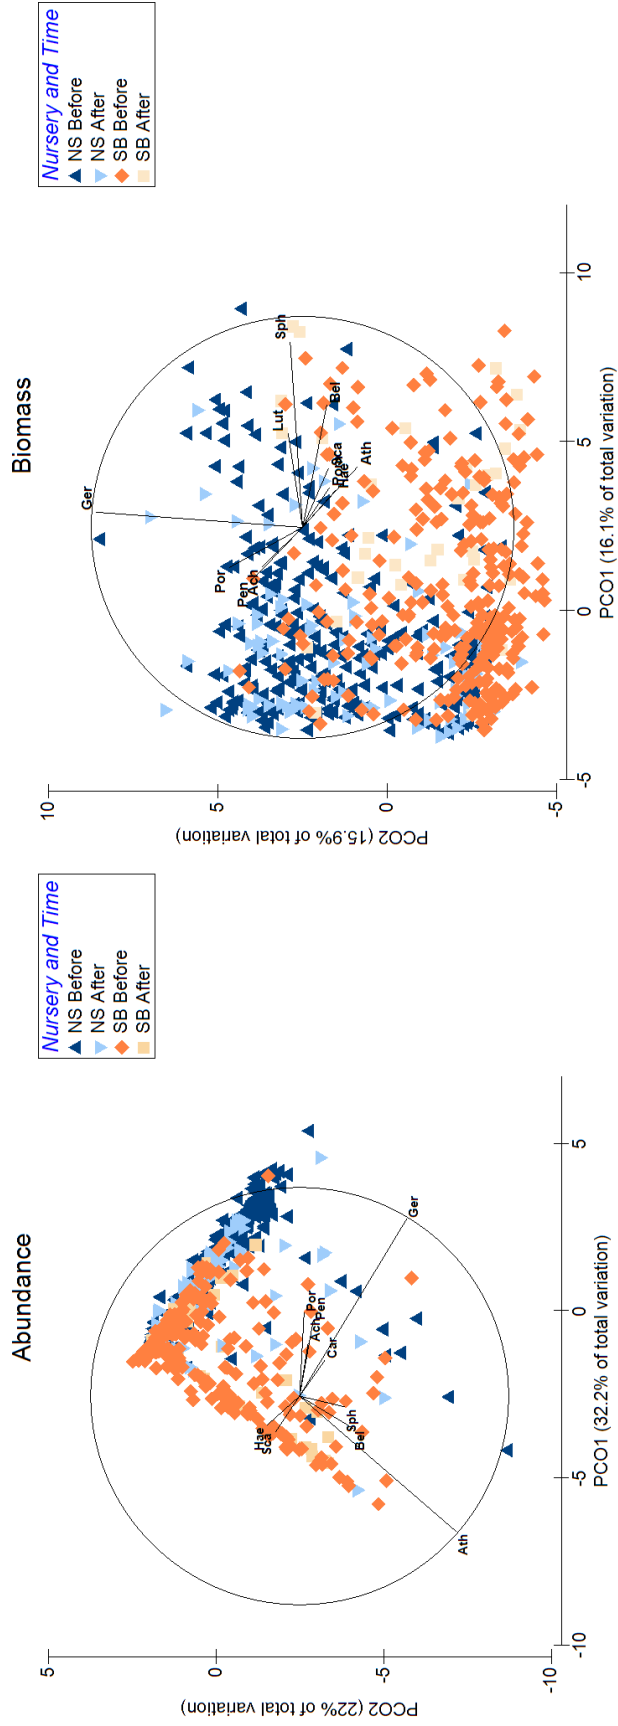 Abundance
Nursery and Time
NS Before
NS After
SB Before
SB After
5
0
-5
-10
PCO2 (22% of total variation)
-10
-5
0
5
PCO1 (32.2% of total variation)
Hae
Sca
Por
Pen
Ach
Car
Sph
Bel
Ger
Ath
Biomass
Nursery and Time
NS Before
NS After
SB Before
SB After
10
5
0
-5
PCO2 (15.9% of total variation)
-5
0
5
10
PCO1 (16.1% of total variation)
Ger
Por
Pen
Ach
Sph
Lut
Bel
Sca
Hae
Ath